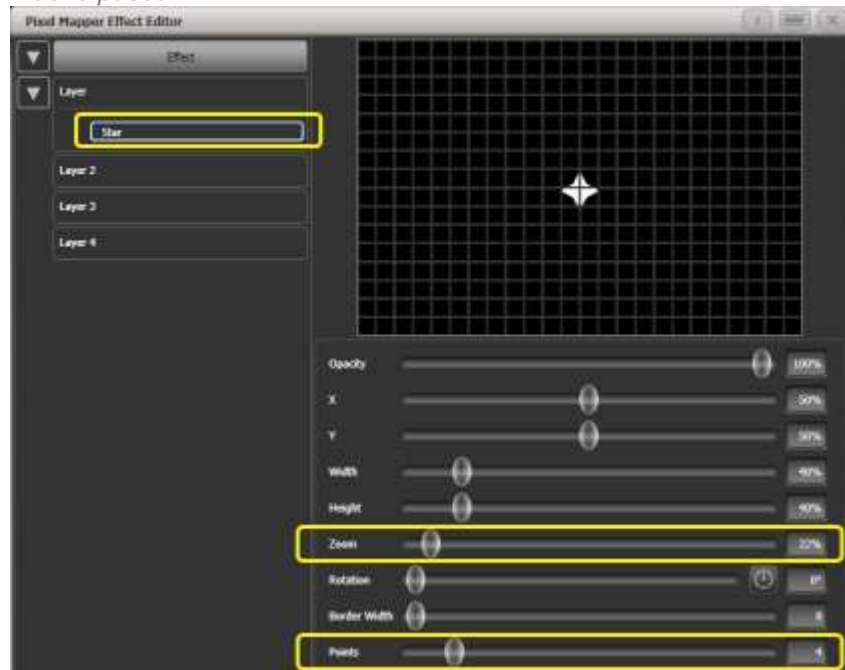 Pixel Mapper Effect Editor
Effect
Layer
Star
Layer 2
Layer 3
Layer 4
Opacity 100%
X 50%
Y 50%
Width 40%
Height 40%
Zoom 22%
Rotation 0°
Border Width
Points 4